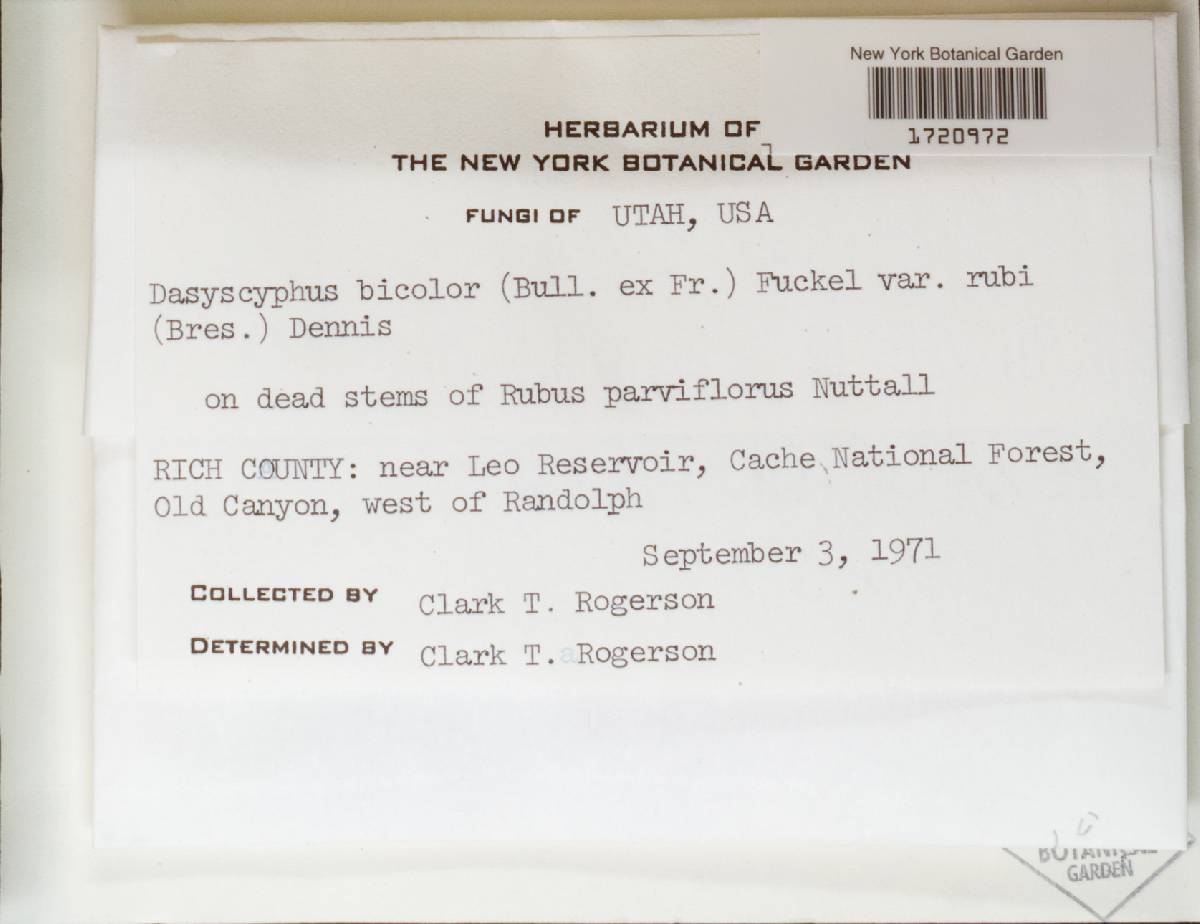 New York Botanical Garden
1720972
HERBARIUM OF
THE NEW YORK BOTANICAL GARDEN
FUNGI OF UTAH, USA
Dasyscyphus bicolor (Bull. ex Fr.) Fuckel var. rubi
(Bres.) Dennis
on dead stems of Rubus parviflorus Nuttall
RICH COUNTY: near Leo Reservoir, Cache National Forest,
Old Canyon, west of Randolph
September 3, 1971
COLLECTED BY Clark T. Rogerson
DETERMINED BY Clark T. Rogerson
BOTANICAL
GARDEN